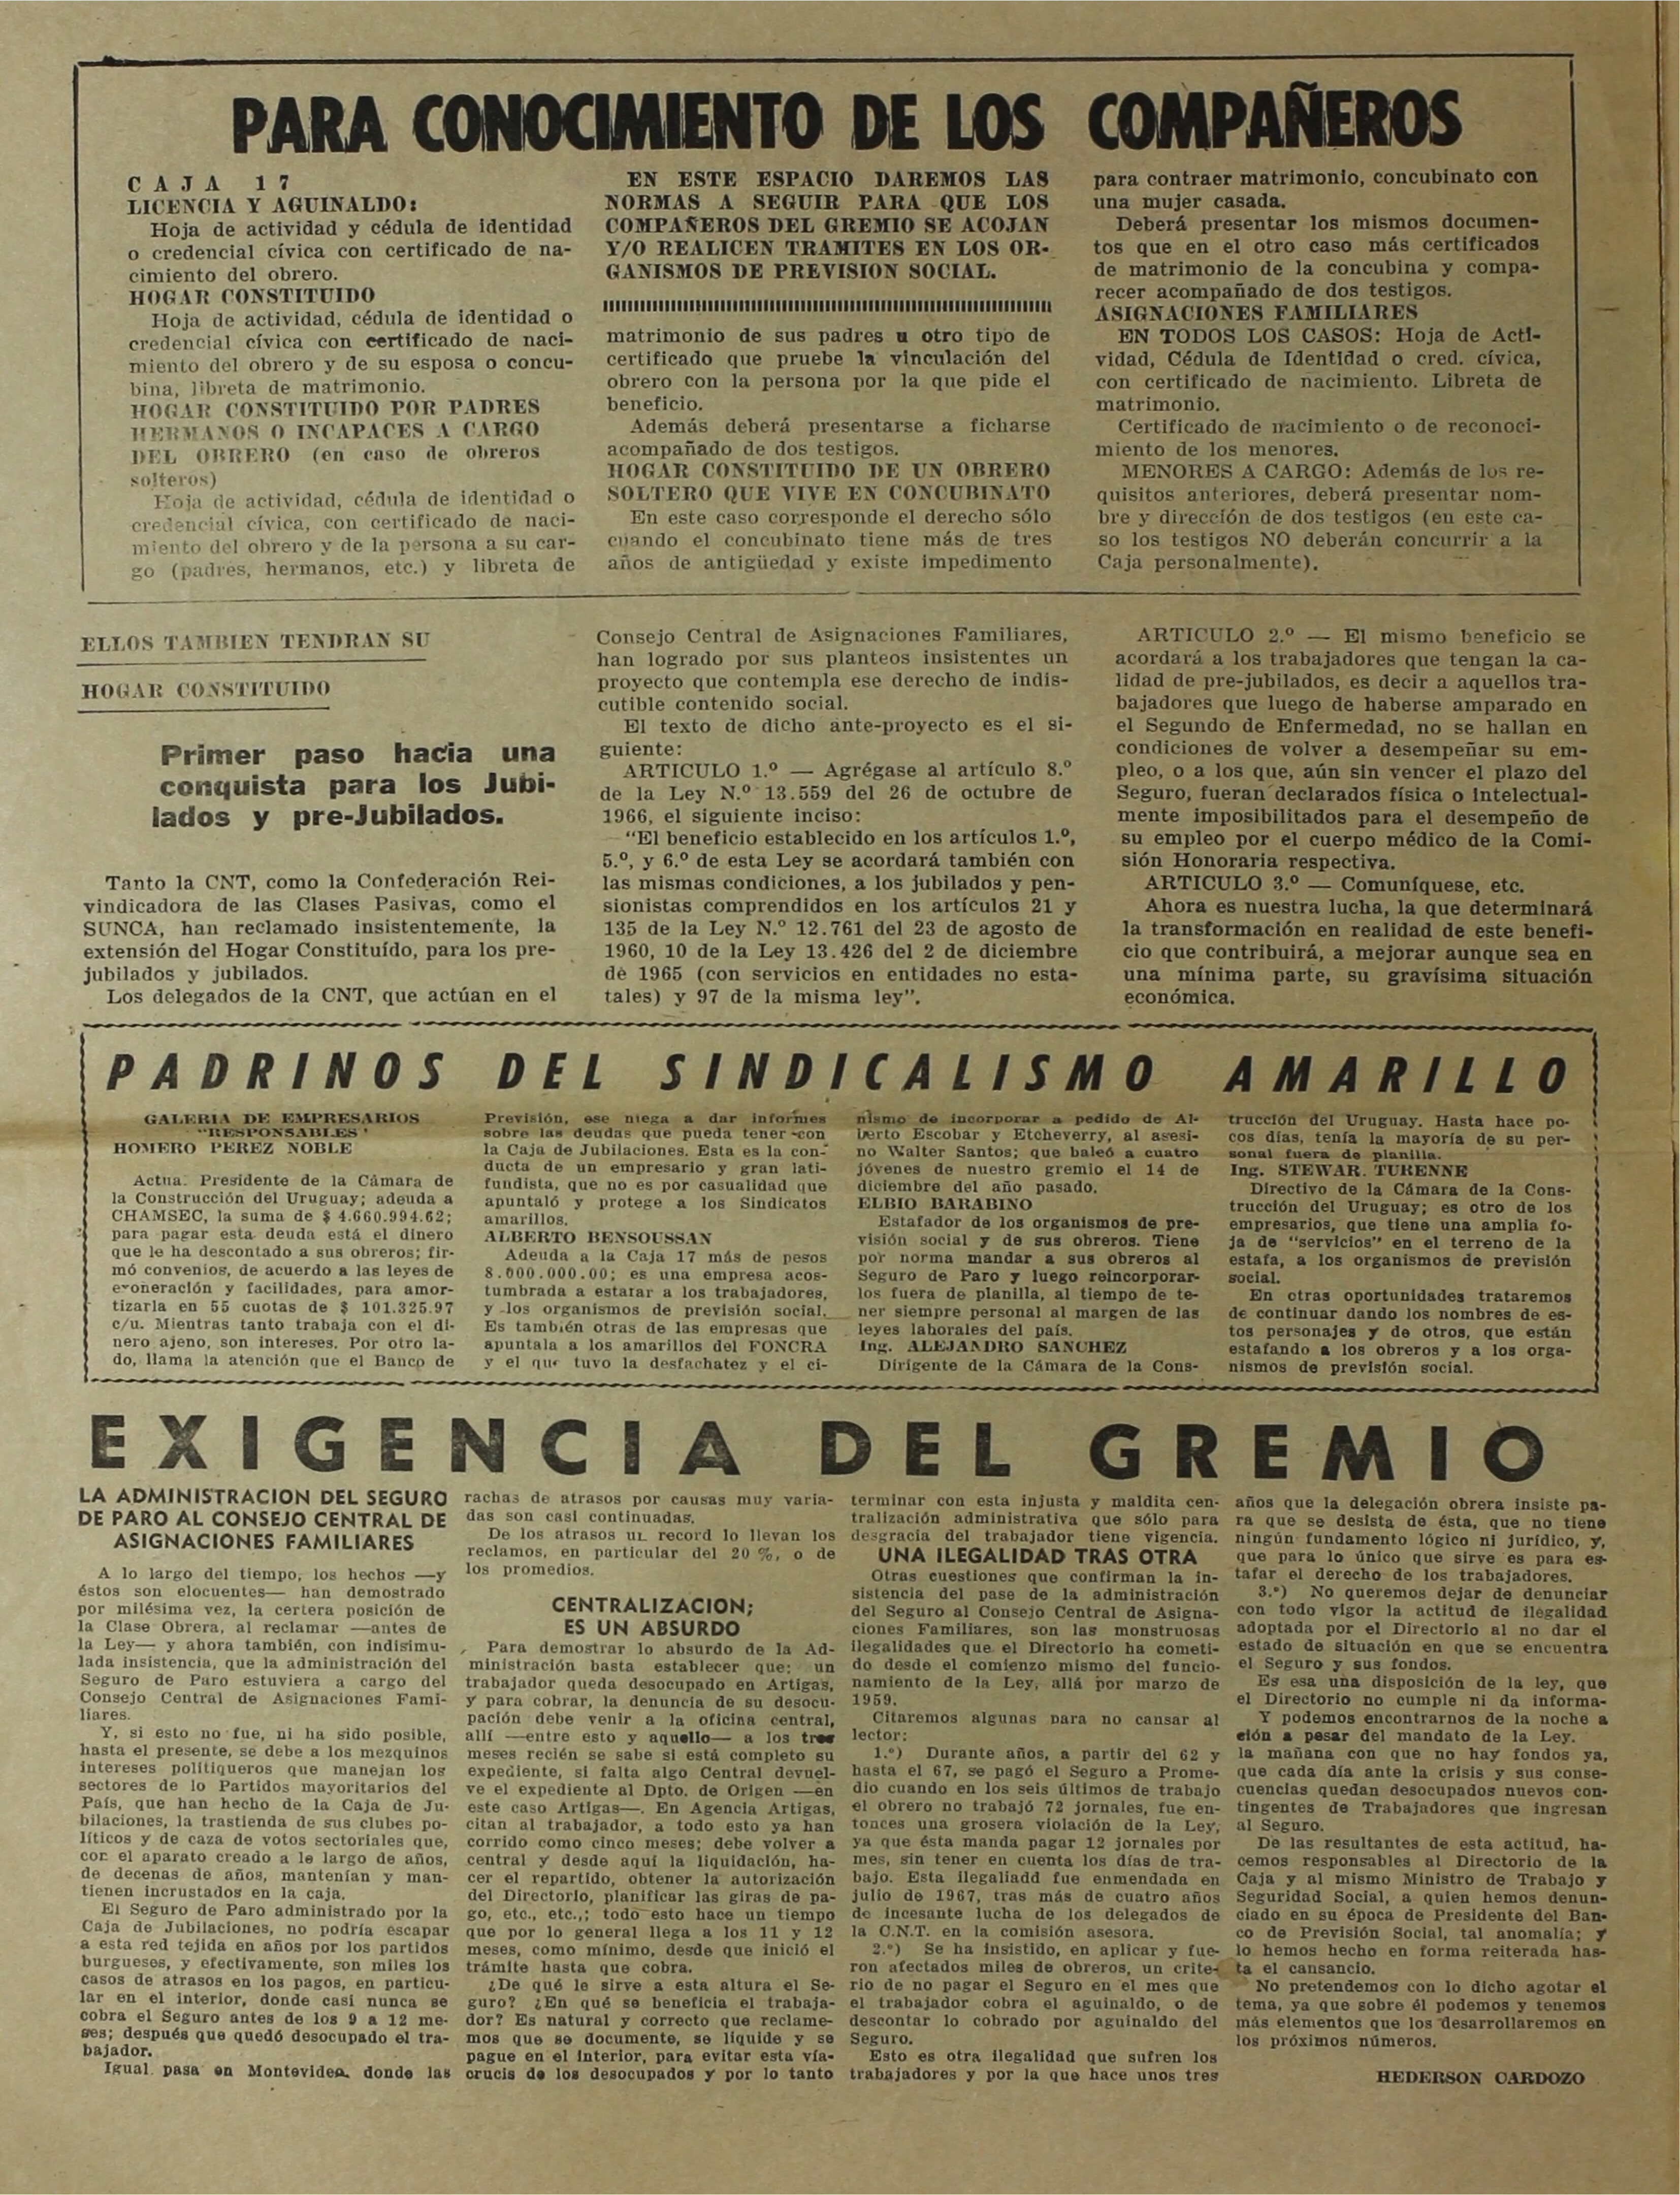 PARA CONOCIMIENTO DE LOS COMPAÑEROS
CAJA 17
LICENCIA Y AGUINALDO:
Hoja de actividad y cédula de identidad
o credencial cívica con certificado de na-
cimiento del obrero.
HOGAR CONSTITUIDO
Hoja de actividad, cédula de identidad o
credencial cívica con certificado de naci-
miento del obrero y de su esposa o concu-
bina, libreta de matrimonio.
HOGAR CONSTITUIDO POR PADRES
HERMANOS O INCAPACES A CARGO
DEL OBRERO (en caso de obreros
solteros)
Hoja de actividad, cédula de identidad o
credencial cívica, con certificado de naci-
miento del obrero y de la persona a su car-
go (padres, hermanos, etc.) y libreta de
EN ESTE ESPACIO DAREMOS LAS
NORMAS A SEGUIR PARA QUE LOS
COMPAÑEROS DEL GREMIO SE ACOJAN
Y/O REALICEN TRAMITES EN LOS OR-
GANISMOS DE PREVISION SOCIAL.
matrimonio de sus padres u otro tipo de
certificado que pruebe la vinculación del
obrero con la persona por la que pide el
beneficio.
Además deberá presentarse a ficharse
acompañado de dos testigos.
HOGAR CONSTITUIDO DE UN OBRERO
SOLTERO QUE VIVE EN CONCUBINATO
En este caso corresponde el derecho sólo
cuando el concubinato tiene más de tres
años de antigüedad y existe impedimento
para contraer matrimonio, concubinato con
una mujer casada.
Deberá presentar los mismos documen-
tos que en el otro caso más certificados
de matrimonio de la concubina y compa-
recer acompañado de dos testigos.
ASIGNACIONES FAMILIARES
EN TODOS LOS CASOS: Hoja de Acti-
vidad, Cédula de Identidad o cred. cívica,
con certificado de nacimiento. Libreta de
matrimonio.
Certificado de nacimiento o de reconoci-
miento de los menores.
MENORES A CARGO: Además de los re-
quisitos anteriores, deberá presentar nom-
bre y dirección de dos testigos (en este ca-
so los testigos NO deberán concurrir a la
Caja personalmente).
ELLOS TAMBIEN TENDRAN SU
HOGAR CONSTITUIDO
Primer paso hacia una
conquista para los Jubi-
lados y pre-Jubilados.
Tanto la CNT, como la Confederación Rei-
vindicadora de las Clases Pasivas, como el
SUNCA, han reclamado insistentemente, la
extensión del Hogar Constituído, para los pre-
jubilados y jubilados.
Los delegados de la CNT, que actúan en el
Consejo Central de Asignaciones Familiares,
han logrado por sus planteos insistentes un
proyecto que contempla ese derecho de indis-
cutible contenido social.
El texto de dicho ante-proyecto es el si-
guiente:
ARTICULO 1.º — Agrégase al artículo 8.º
de la Ley N.º 13.559 del 26 de octubre de
1966, el siguiente inciso:
"El beneficio establecido en los artículos 1.º,
5.º, y 6.º de esta Ley se acordará también con
las mismas condiciones, a los jubilados y pen-
sionistas comprendidos en los artículos 21 y
135 de la Ley N.º 12.761 del 23 de agosto de
1960, 10 de la Ley 13.426 del 2 de diciembre
de 1965 (con servicios en entidades no esta-
tales) y 97 de la misma ley".
ARTICULO 2.º — El mismo beneficio se
acordará a los trabajadores que tengan la ca-
lidad de pre-jubilados, es decir a aquellos tra-
bajadores que luego de haberse amparado en
el Segundo de Enfermedad, no se hallan en
condiciones de volver a desempeñar su em-
pleo, o a los que, aún sin vencer el plazo del
Seguro, fueran declarados física o intelectual-
mente imposibilitados para el desempeño de
su empleo por el cuerpo médico de la Comi-
sión Honoraria respectiva.
ARTICULO 3.º — Comuníquese, etc.
Ahora es nuestra lucha, la que determinará
la transformación en realidad de este benefi-
cio que contribuirá, a mejorar aunque sea en
una mínima parte, su gravísima situación
económica.
PADRINOS DEL SINDICALISMO AMARILLO
GALERIA DE EMPRESARIOS
"RESPONSABLES"
HOMERO PEREZ NOBLE
Actua. Presidente de la Cámara de
la Construcción del Uruguay; adeuda a
CHAMSEC, la suma de $ 4.660.994.62;
para pagar esta deuda está el dinero
que le ha descontado a sus obreros; fir-
mó convenios, de acuerdo a las leyes de
exoneración y facilidades, para amor-
tizarla en 55 cuotas de $ 101.325.97
c/u. Mientras tanto trabaja con el di-
nero ajeno, son intereses. Por otro la-
do, llama la atención que el Banco de
Previsión, ese niega a dar informes
sobre las deudas que pueda tener con
la Caja de Jubilaciones. Esta es la con-
ducta de un empresario y gran lati-
fundista, que no es por casualidad que
apuntaló y protege a los Sindicatos
amarillos.
ALBERTO BENSOUSSAN
Adeuda a la Caja 17 más de pesos
8.000.000.00; es una empresa acos-
tumbrada a estafar a los trabajadores,
y los organismos de previsión social.
Es también otras de las empresas que
apuntala a los amarillos del FONCRA
y el que tuvo la desfachatez y el ci-
nismo de incorporar a pedido de Al-
berto Escobar y Etcheverry, al asesi-
no Walter Santos; que baleó a cuatro
jóvenes de nuestro gremio el 14 de
diciembre del año pasado.
ELBIO BARABINO
Estafador de los organismos de pre-
visión social y de sus obreros. Tiene
por norma mandar a sus obreros al
Seguro de Paro y luego reincorporar-
los fuera de planilla, al tiempo de te-
ner siempre personal al margen de las
leyes laborales del país.
Ing. ALEJANDRO SANCHEZ
Dirigente de la Cámara de la Cons-
trucción del Uruguay. Hasta hace po-
cos días, tenía la mayoría de su per-
sonal fuera de planilla.
Ing. STEWAR. TURENNE
Directivo de la Cámara de la Cons-
trucción del Uruguay; es otro de los
empresarios, que tiene una amplia fo-
ja de "servicios" en el terreno de la
estafa, a los organismos de previsión
social.
En otras oportunidades trataremos
de continuar dando los nombres de es-
tos personajes y de otros, que están
estafando a los obreros y a los orga-
nismos de previsión social.
EXIGENCIA DEL GREMIO
LA ADMINISTRACION DEL SEGURO
DE PARO AL CONSEJO CENTRAL DE
ASIGNACIONES FAMILIARES
A lo largo del tiempo, los hechos —y
éstos son elocuentes— han demostrado
por milésima vez, la certera posición de
la Clase Obrera, al reclamar —antes de
la Ley— y ahora también, con indisimu-
lada insistencia, que la administración del
Seguro de Paro estuviera a cargo del
Consejo Central de Asignaciones Fami-
liares.
Y, si esto no fue, ni ha sido posible,
hasta el presente, se debe a los mezquinos
intereses politiqueros que manejan los
sectores de lo Partidos mayoritarios del
País, que han hecho de la Caja de Ju-
bilaciones, la trastienda de sus clubes po-
líticos y de caza de votos sectoriales que,
con el aparato creado a le largo de años,
de decenas de años, mantenían y man-
tienen incrustados en la caja.
El Seguro de Paro administrado por la
Caja de Jubilaciones, no podría escapar
a esta red tejida en años por los partidos
burgueses, y efectivamente, son miles los
casos de atrasos en los pagos, en particu-
lar en el interior, donde casi nunca se
cobra el Seguro antes de los 9 a 12 me-
ses; después que quedó desocupado el tra-
bajador.
Igual pasa en Montevideo, donde las
rachas de atrasos por causas muy varia-
das son casi continuadas.
De los atrasos un record lo llevan los
reclamos, en particular del 20 %, o de
los promedios.
CENTRALIZACION;
ES UN ABSURDO
Para demostrar lo absurdo de la Ad-
ministración basta establecer que: un
trabajador queda desocupado en Artigas,
y para cobrar, la denuncia de su desocu-
pación debe venir a la oficina central,
allí —entre esto y aquello— a los tres
meses recién se sabe si está completo su
expediente, si falta algo Central devuel-
ve el expediente al Dpto. de Origen —en
este caso Artigas—. En Agencia Artigas,
citan al trabajador, a todo esto ya han
corrido como cinco meses; debe volver a
central y desde aquí la liquidación, ha-
cer el repartido, obtener la autorización
del Directorio, planificar las giras de pa-
go, etc., etc.,; todo esto hace un tiempo
que por lo general llega a los 11 y 12
meses, como mínimo, desde que inició el
trámite hasta que cobra.
¿De qué le sirve a esta altura el Se-
guro? ¿En qué se beneficia el trabaja-
dor? Es natural y correcto que reclame-
mos que se documente, se liquide y se
pague en el Interior, para evitar esta vía-
crucis de los desocupados y por lo tanto
terminar con esta injusta y maldita cen-
tralización administrativa que sólo para
desgracia del trabajador tiene vigencia.
UNA ILEGALIDAD TRAS OTRA
Otras cuestiones que confirman la in-
sistencia del pase de la administración
del Seguro al Consejo Central de Asigna-
ciones Familiares, son las monstruosas
ilegalidades que el Directorio ha cometi-
do desde el comienzo mismo del funcio-
namiento de la Ley, allá por marzo de
1959.
Citaremos algunas para no causar al
lector:
1.º) Durante años, a partir del 62 y
hasta el 67, se pagó el Seguro a Prome-
dio cuando en los seis últimos de trabajo
el obrero no trabajó 72 jornales, fue en-
tonces una grosera violación de la Ley,
ya que ésta manda pagar 12 jornales por
mes, sin tener en cuenta los días de tra-
bajo. Esta ilegaliadd fue enmendada en
julio de 1967, tras más de cuatro años
de incesante lucha de los delegados de
la C.N.T. en la comisión asesora.
2.º) Se ha insistido, en aplicar y fue-
ron afectados miles de obreros, un crite-
rio de no pagar el Seguro en el mes que
el trabajador cobra el aguinaldo, o de
descontar lo cobrado por aguinaldo del
Seguro.
Esto es otra ilegalidad que sufren los
trabajadores y por la que hace unos tres
años que la delegación obrera insiste pa-
ra que se desista de ésta, que no tiene
ningún fundamento lógico ni jurídico, y,
que para lo único que sirve es para es-
tafar el derecho de los trabajadores.
3.º) No queremos dejar de denunciar
con todo vigor la actitud de ilegalidad
adoptada por el Directorio al no dar el
estado de situación en que se encuentra
el Seguro y sus fondos.
Es esa una disposición de la ley, que
el Directorio no cumple ni da informa-
Y podemos encontrarnos de la noche a
ción a pesar del mandato de la Ley.
la mañana con que no hay fondos ya,
que cada día ante la crisis y sus conse-
cuencias quedan desocupados nuevos con-
tingentes de Trabajadores que ingresan
al Seguro.
De las resultantes de esta actitud, ha-
cemos responsables al Directorio de la
Caja y al mismo Ministro de Trabajo y
Seguridad Social, a quien hemos denun-
ciado en su época de Presidente del Ban-
co de Previsión Social, tal anomalía; y
lo hemos hecho en forma reiterada has-
ta el cansancio.
No pretendemos con lo dicho agotar el
tema, ya que sobre él podemos y tenemos
más elementos que los desarrollaremos en
los próximos números.
HEDERSON CARDOZO